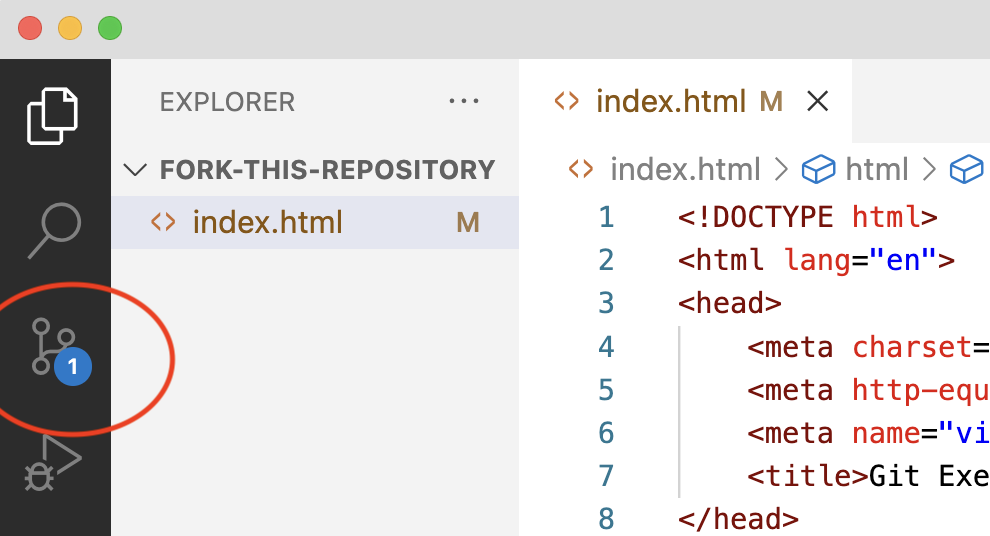 EXPLORER ···
FORK-THIS-REPOSITORY
<> index.html M
1
<> index.html M ×
<> index.html > html >
1 <!DOCTYPE html>
2 <html lang="en">
3 <head>
4 <meta charset=
5 <meta http-equ
6 <meta name="vi
7 <title>Git Exe
8 </head>